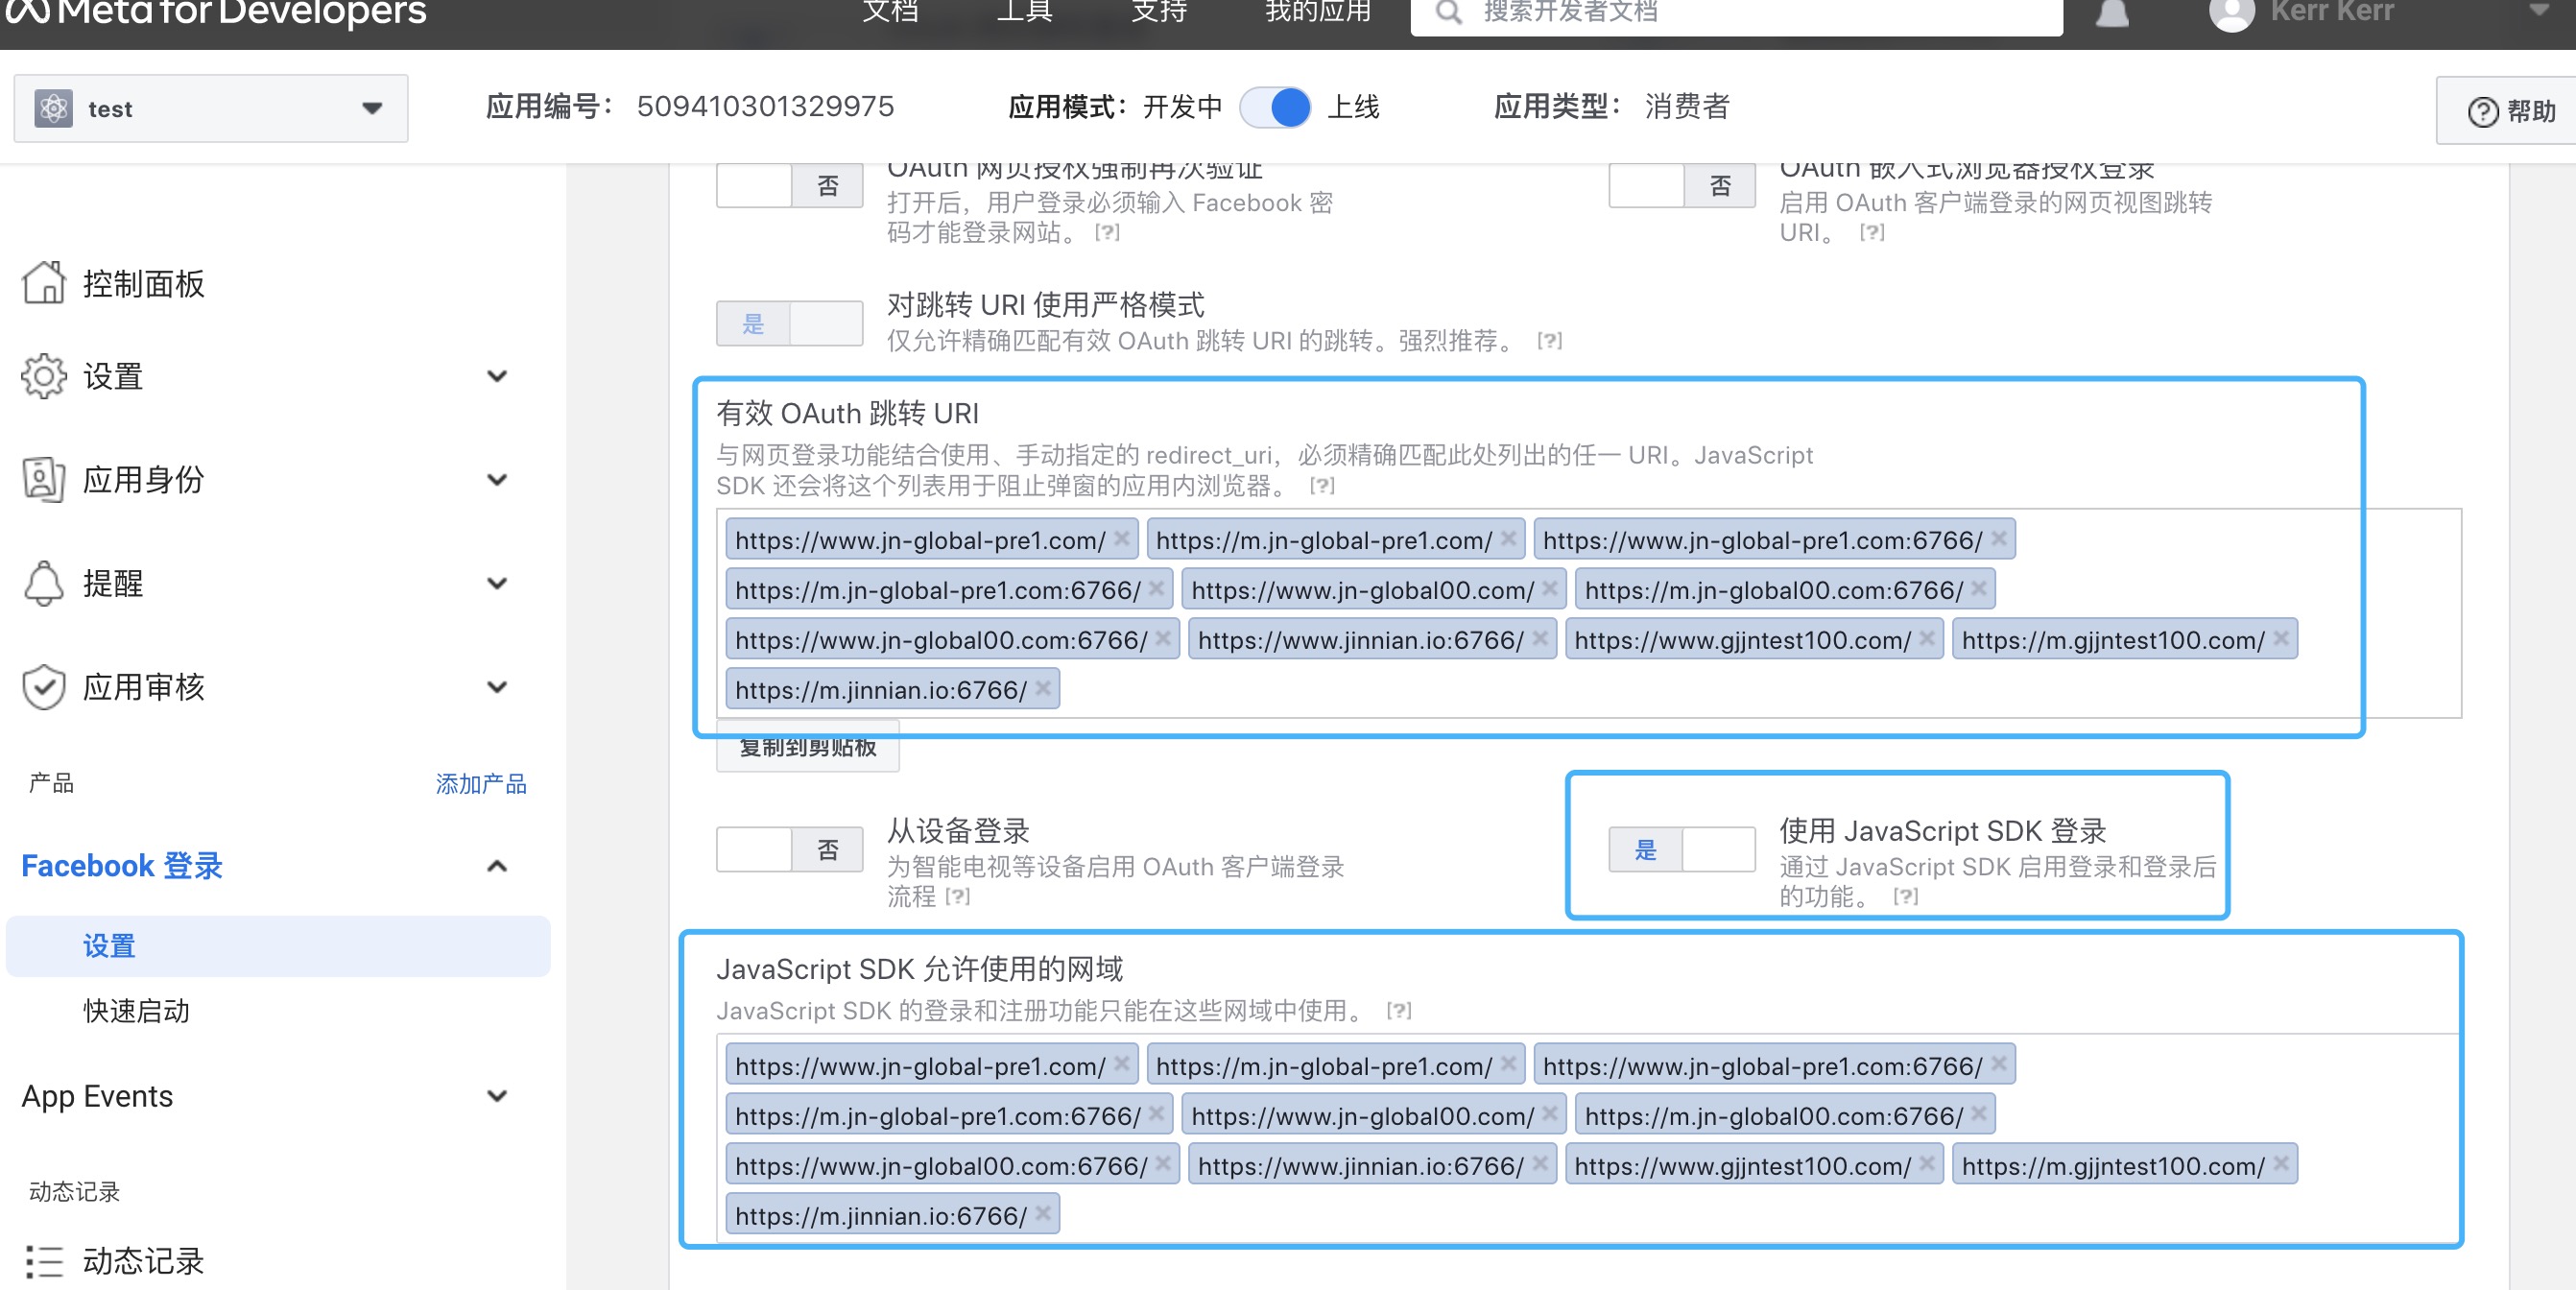 Meta for Developers
文档 工具 支持 我的应用 搜索开发者文档 Kerr Kerr
test 应用编号： 509410301329975 应用模式：开发中 上线 应用类型： 消费者 帮助
否 OAuth 网页授权强制再次验证
打开后，用户登录必须输入 Facebook 密
码才能登录网站。 [?]
否 OAuth 嵌入式浏览器授权登录
启用 OAuth 客户端登录的网页视图跳转
URI。 [?]
是 对跳转 URI 使用严格模式
仅允许精确匹配有效 OAuth 跳转 URI 的跳转。强烈推荐。 [?]
控制面板
设置
应用身份
提醒
应用审核
产品 添加产品
Facebook 登录
设置
快速启动
App Events
动态记录
动态记录
有效 OAuth 跳转 URI
与网页登录功能结合使用、手动指定的 redirect_uri，必须精确匹配此处列出的任一 URI。JavaScript
SDK 还会将这个列表用于阻止弹窗的应用内浏览器。 [?]
https://www.jn-global-pre1.com/ https://m.jn-global-pre1.com/ https://www.jn-global-pre1.com:6766/
https://m.jn-global-pre1.com:6766/ https://www.jn-global00.com/ https://m.jn-global00.com:6766/
https://www.jn-global00.com:6766/ https://www.jinnian.io:6766/ https://www.gjjntest100.com/ https://m.gjjntest100.com/
https://m.jinnian.io:6766/
复制到剪贴板
否 从设备登录
为智能电视等设备启用 OAuth 客户端登录
流程 [?]
是 使用 JavaScript SDK 登录
通过 JavaScript SDK 启用登录和登录后
的功能。 [?]
JavaScript SDK 允许使用的网域
JavaScript SDK 的登录和注册功能只能在这些网域中使用。 [?]
https://www.jn-global-pre1.com/ https://m.jn-global-pre1.com/ https://www.jn-global-pre1.com:6766/
https://m.jn-global-pre1.com:6766/ https://www.jn-global00.com/ https://m.jn-global00.com:6766/
https://www.jn-global00.com:6766/ https://www.jinnian.io:6766/ https://www.gjjntest100.com/ https://m.gjjntest100.com/
https://m.jinnian.io:6766/